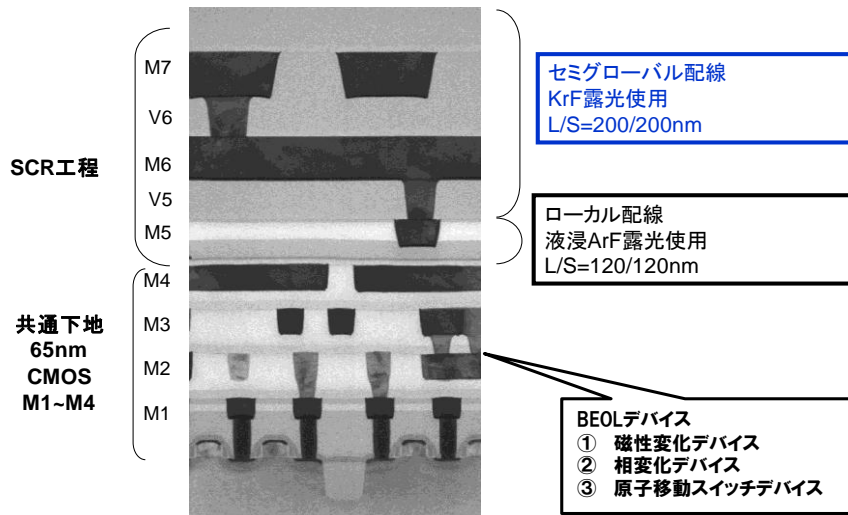 M7
V6
SCR工程
M6
V5
M5
M4
共通下地
65nm
CMOS
M1~M4
M3
M2
M1
セミグローバル配線
KrF露光使用
L/S=200/200nm
ローカル配線
液浸ArF露光使用
L/S=120/120nm
BEOLデバイス
① 磁性変化デバイス
② 相変化デバイス
③ 原子移動スイッチデバイス